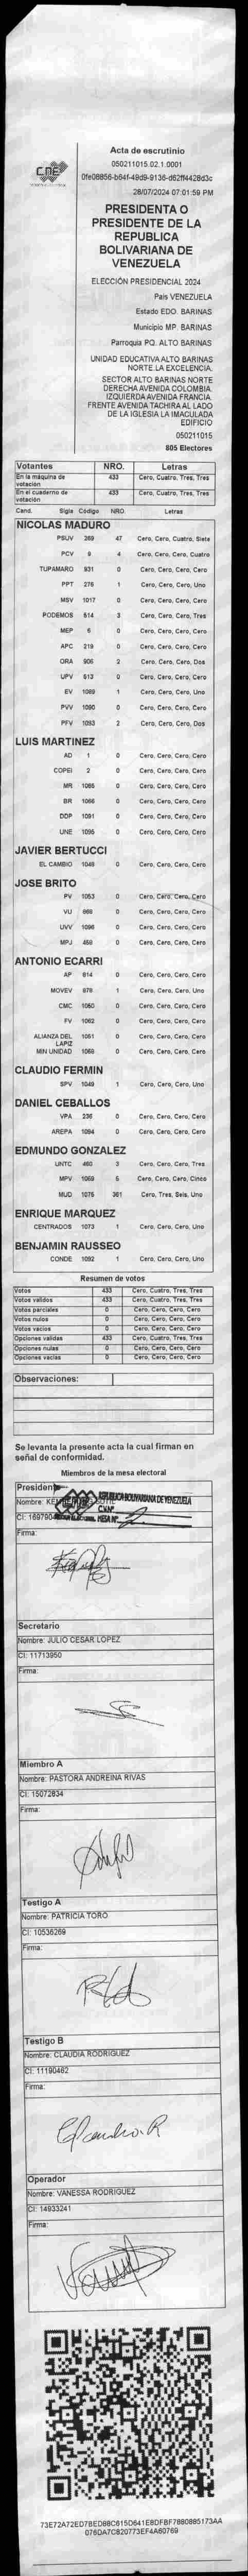 CNE
Acta de escrutinio
050211015.02.1.0001
0fe08856-b64f-49d9-9136-d62ff4428d3c
28/07/2024 07:01:59 PM
PRESIDENTA O
PRESIDENTE DE LA
REPUBLICA
BOLIVARIANA DE
VENEZUELA
ELECCIÓN PRESIDENCIAL 2024
País VENEZUELA
Estado EDO. BARINAS
Municipio MP. BARINAS
Parroquia PQ. ALTO BARINAS
UNIDAD EDUCATIVA ALTO BARINAS
NORTE LA EXCELENCIA.
SECTOR ALTO BARINAS NORTE
DERECHA AVENIDA COLOMBIA.
IZQUIERDA AVENIDA FRANCIA.
FRENTE AVENIDA TACHIRA AL LADO
DE LA IGLESIA LA IMACULADA
EDIFICIO
050211015
805 Electores
Votantes NRO. Letras
En la máquina de votación 433 Cero, Cuatro, Tres, Tres
En el cuaderno de votación 433 Cero, Cuatro, Tres, Tres
Cand. Sigla Código NRO. Letras
NICOLAS MADURO
PSUV 269 47 Cero, Cero, Cuatro, Siete
PCV 9 4 Cero, Cero, Cero, Cuatro
TUPAMARO 931 0 Cero, Cero, Cero, Cero
PPT 276 1 Cero, Cero, Cero, Uno
MSV 1017 0 Cero, Cero, Cero, Cero
PODEMOS 514 3 Cero, Cero, Cero, Tres
MEP 6 0 Cero, Cero, Cero, Cero
APC 219 0 Cero, Cero, Cero, Cero
ORA 906 2 Cero, Cero, Cero, Dos
UPV 613 0 Cero, Cero, Cero, Cero
EV 1089 1 Cero, Cero, Cero, Uno
PVV 1090 0 Cero, Cero, Cero, Cero
PFV 1093 2 Cero, Cero, Cero, Dos
LUIS MARTINEZ
AD 1 0 Cero, Cero, Cero, Cero
COPEI 2 0 Cero, Cero, Cero, Cero
MR 1065 0 Cero, Cero, Cero, Cero
BR 1066 0 Cero, Cero, Cero, Cero
DDP 1091 0 Cero, Cero, Cero, Cero
UNE 1095 0 Cero, Cero, Cero, Cero
JAVIER BERTUCCI
EL CAMBIO 1048 0 Cero, Cero, Cero, Cero
JOSE BRITO
PV 1053 0 Cero, Cero, Cero, Cero
VU 0 Cero, Cero, Cero, Cero
UVV 1096 0 Cero, Cero, Cero, Cero
MPJ 458 0 Cero, Cero, Cero, Cero
ANTONIO ECARRI
AP 814 0 Cero, Cero, Cero, Cero
MOVEV 978 1 Cero, Cero, Cero, Uno
CMC 1050 0 Cero, Cero, Cero, Cero
FV 1062 0 Cero, Cero, Cero, Cero
ALIANZA DEL LAPIZ 1051 0 Cero, Cero, Cero, Cero
MIN UNIDAD 0 Cero, Cero, Cero, Cero
CLAUDIO FERMIN
SPV 1049 1 Cero, Cero, Cero, Uno
DANIEL CEBALLOS
VPA 236 0 Cero, Cero, Cero, Cero
AREPA 1094 0 Cero, Cero, Cero, Cero
EDMUNDO GONZALEZ
UNTC 460 3 Cero, Cero, Cero, Tres
MPV 1069 5 Cero, Cero, Cero, Cinco
MUD 1075 361 Cero, Tres, Seis, Uno
ENRIQUE MARQUEZ
CENTRADOS 1073 1 Cero, Cero, Cero, Uno
BENJAMIN RAUSSEO
CONDE 1092 1 Cero, Cero, Cero, Uno
Resumen de votos
Votos 433 Cero, Cuatro, Tres, Tres
Votos validos 433 Cero, Cuatro, Tres, Tres
Votos parciales 0 Cero, Cero, Cero, Cero
Votos nulos 0 Cero, Cero, Cero, Cero
Votos vacios 0 Cero, Cero, Cero, Cero
Opciones validas 433 Cero, Cuatro, Tres, Tres
Opciones nulas 0 Cero, Cero, Cero, Cero
Opciones vacias 0 Cero, Cero, Cero, Cero
Observaciones:
Se levanta la presente acta la cual firman en
señal de conformidad.
Miembros de la mesa electoral
Presidente
Nombre:
REPUBLICA BOLIVARIANA DE VENEZUELA
MESA Nº
CI:
Firma:
Secretario
Nombre: JULIO CESAR LOPEZ
CI: 11713950
Firma:
Miembro A
Nombre: PASTORA ANDREINA RIVAS
CI: 15072834
Firma:
Testigo A
Nombre: PATRICIA TORO
CI: 10536269
Firma:
Testigo B
Nombre: CLAUDIA RODRIGUEZ
CI: 11190462
Firma:
Claudia R
Operador
Nombre: VANESSA RODRIGUEZ
CI: 14933241
Firma:
73E72A72ED7BED88C615D641E8DFBF7880885173AA
076DA7C820773EF4A60769